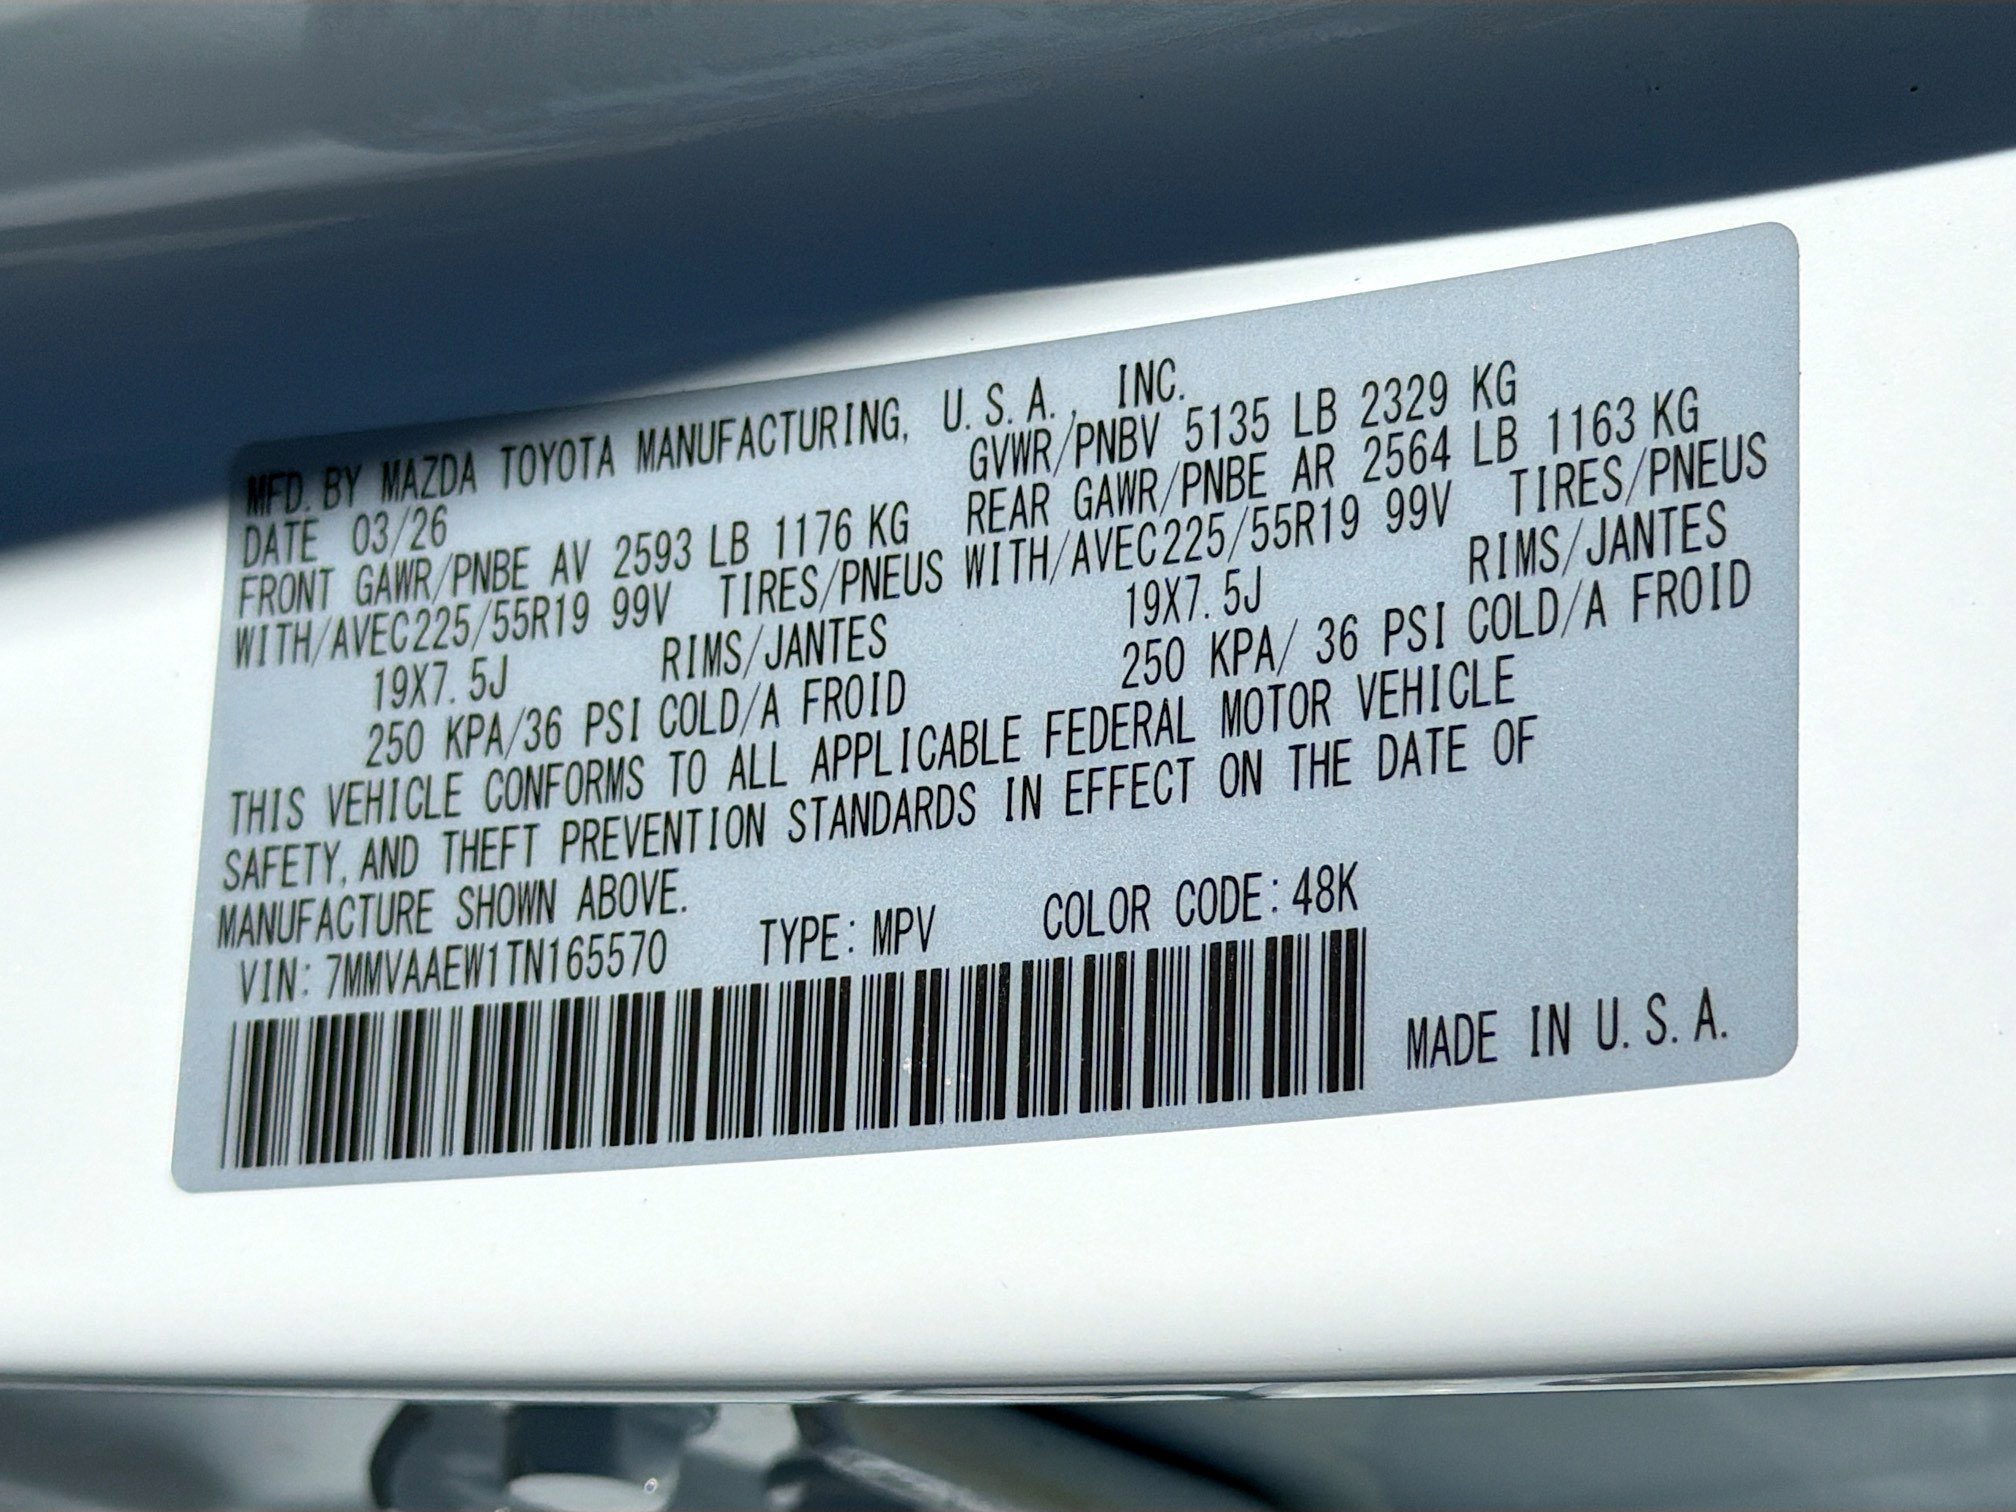 MFD. BY MAZDA TOYOTA MANUFACTURING, U.S.A., INC.
DATE 03/26 GVWR/PNBV 5135 LB 2329 KG
FRONT GAWR/PNBE AV 2593 LB 1176 KG REAR GAWR/PNBE AR 2564 LB 1163 KG
WITH/AVEC225/55R19 99V TIRES/PNEUS WITH/AVEC225/55R19 99V TIRES/PNEUS
19X7.5J RIMS/JANTES 19X7.5J RIMS/JANTES
250 KPA/36 PSI COLD/A FROID 250 KPA/ 36 PSI COLD/A FROID
THIS VEHICLE CONFORMS TO ALL APPLICABLE FEDERAL MOTOR VEHICLE
SAFETY, AND THEFT PREVENTION STANDARDS IN EFFECT ON THE DATE OF
MANUFACTURE SHOWN ABOVE.
VIN: 7MMVAAEW1TN165570 TYPE: MPV COLOR CODE: 48K
MADE IN U.S.A.